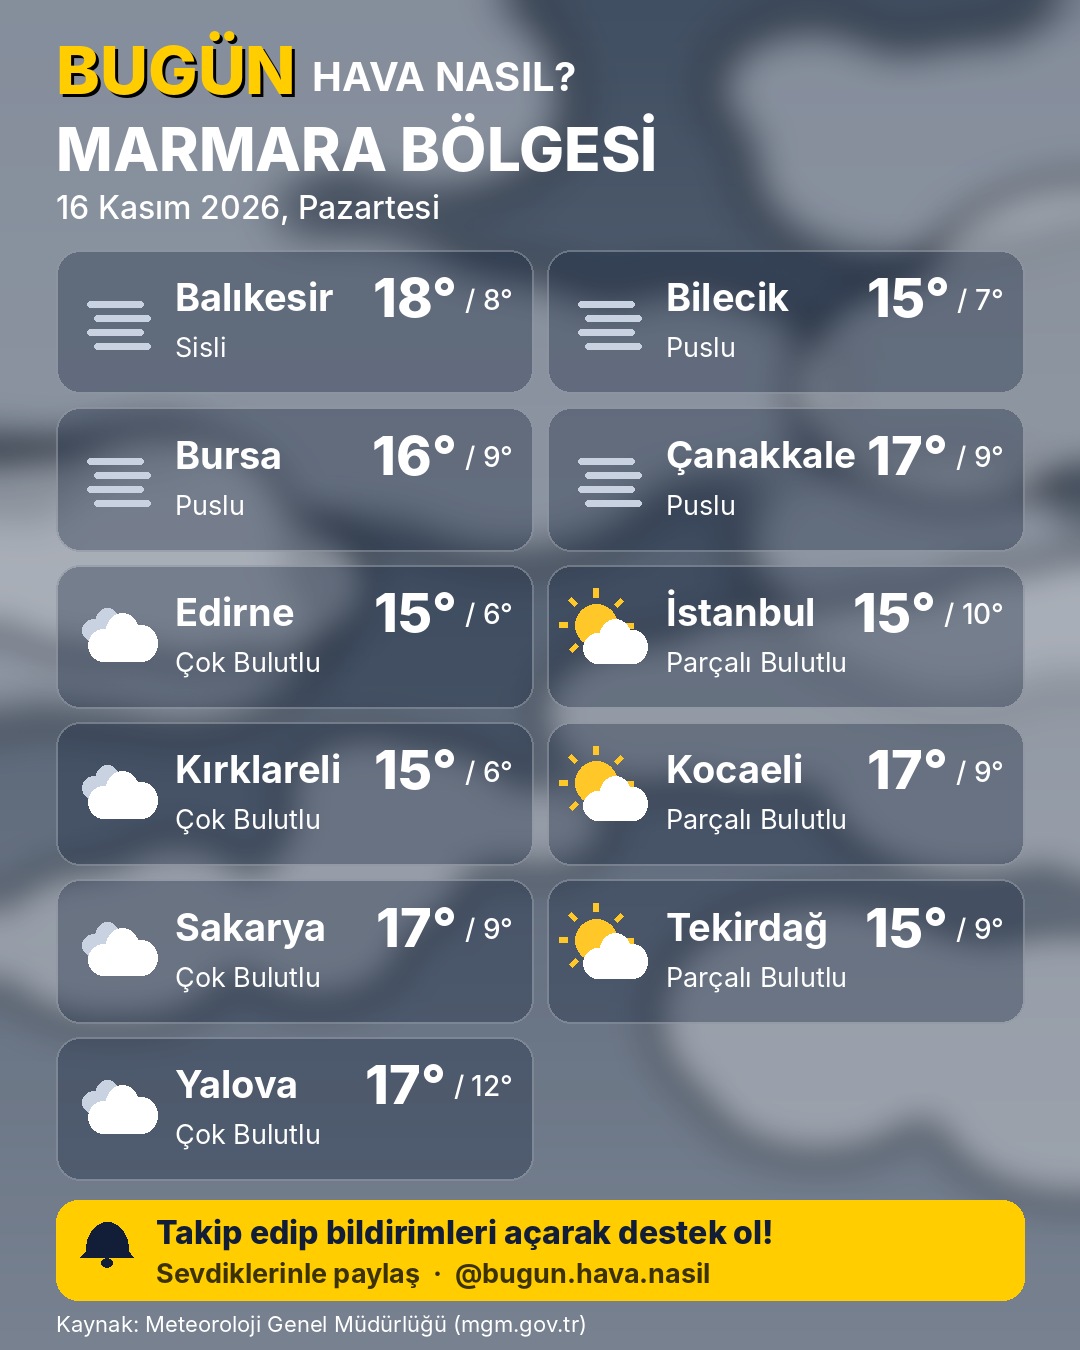 BUGÜN HAVA NASIL?
MARMARA BÖLGESİ
16 Kasım 2026, Pazartesi
Balıkesir 18° / 8°
Sisli
Bilecik 15° / 7°
Puslu
Bursa 16° / 9°
Puslu
Çanakkale 17° / 9°
Puslu
Edirne 15° / 6°
Çok Bulutlu
İstanbul 15° / 10°
Parçalı Bulutlu
Kırklareli 15° / 6°
Çok Bulutlu
Kocaeli 17° / 9°
Parçalı Bulutlu
Sakarya 17° / 9°
Çok Bulutlu
Tekirdağ 15° / 9°
Parçalı Bulutlu
Yalova 17° / 12°
Çok Bulutlu
Takip edip bildirimleri açarak destek ol!
Sevdiklerinle paylaş · @bugun.hava.nasil
Kaynak: Meteoroloji Genel Müdürlüğü (mgm.gov.tr)